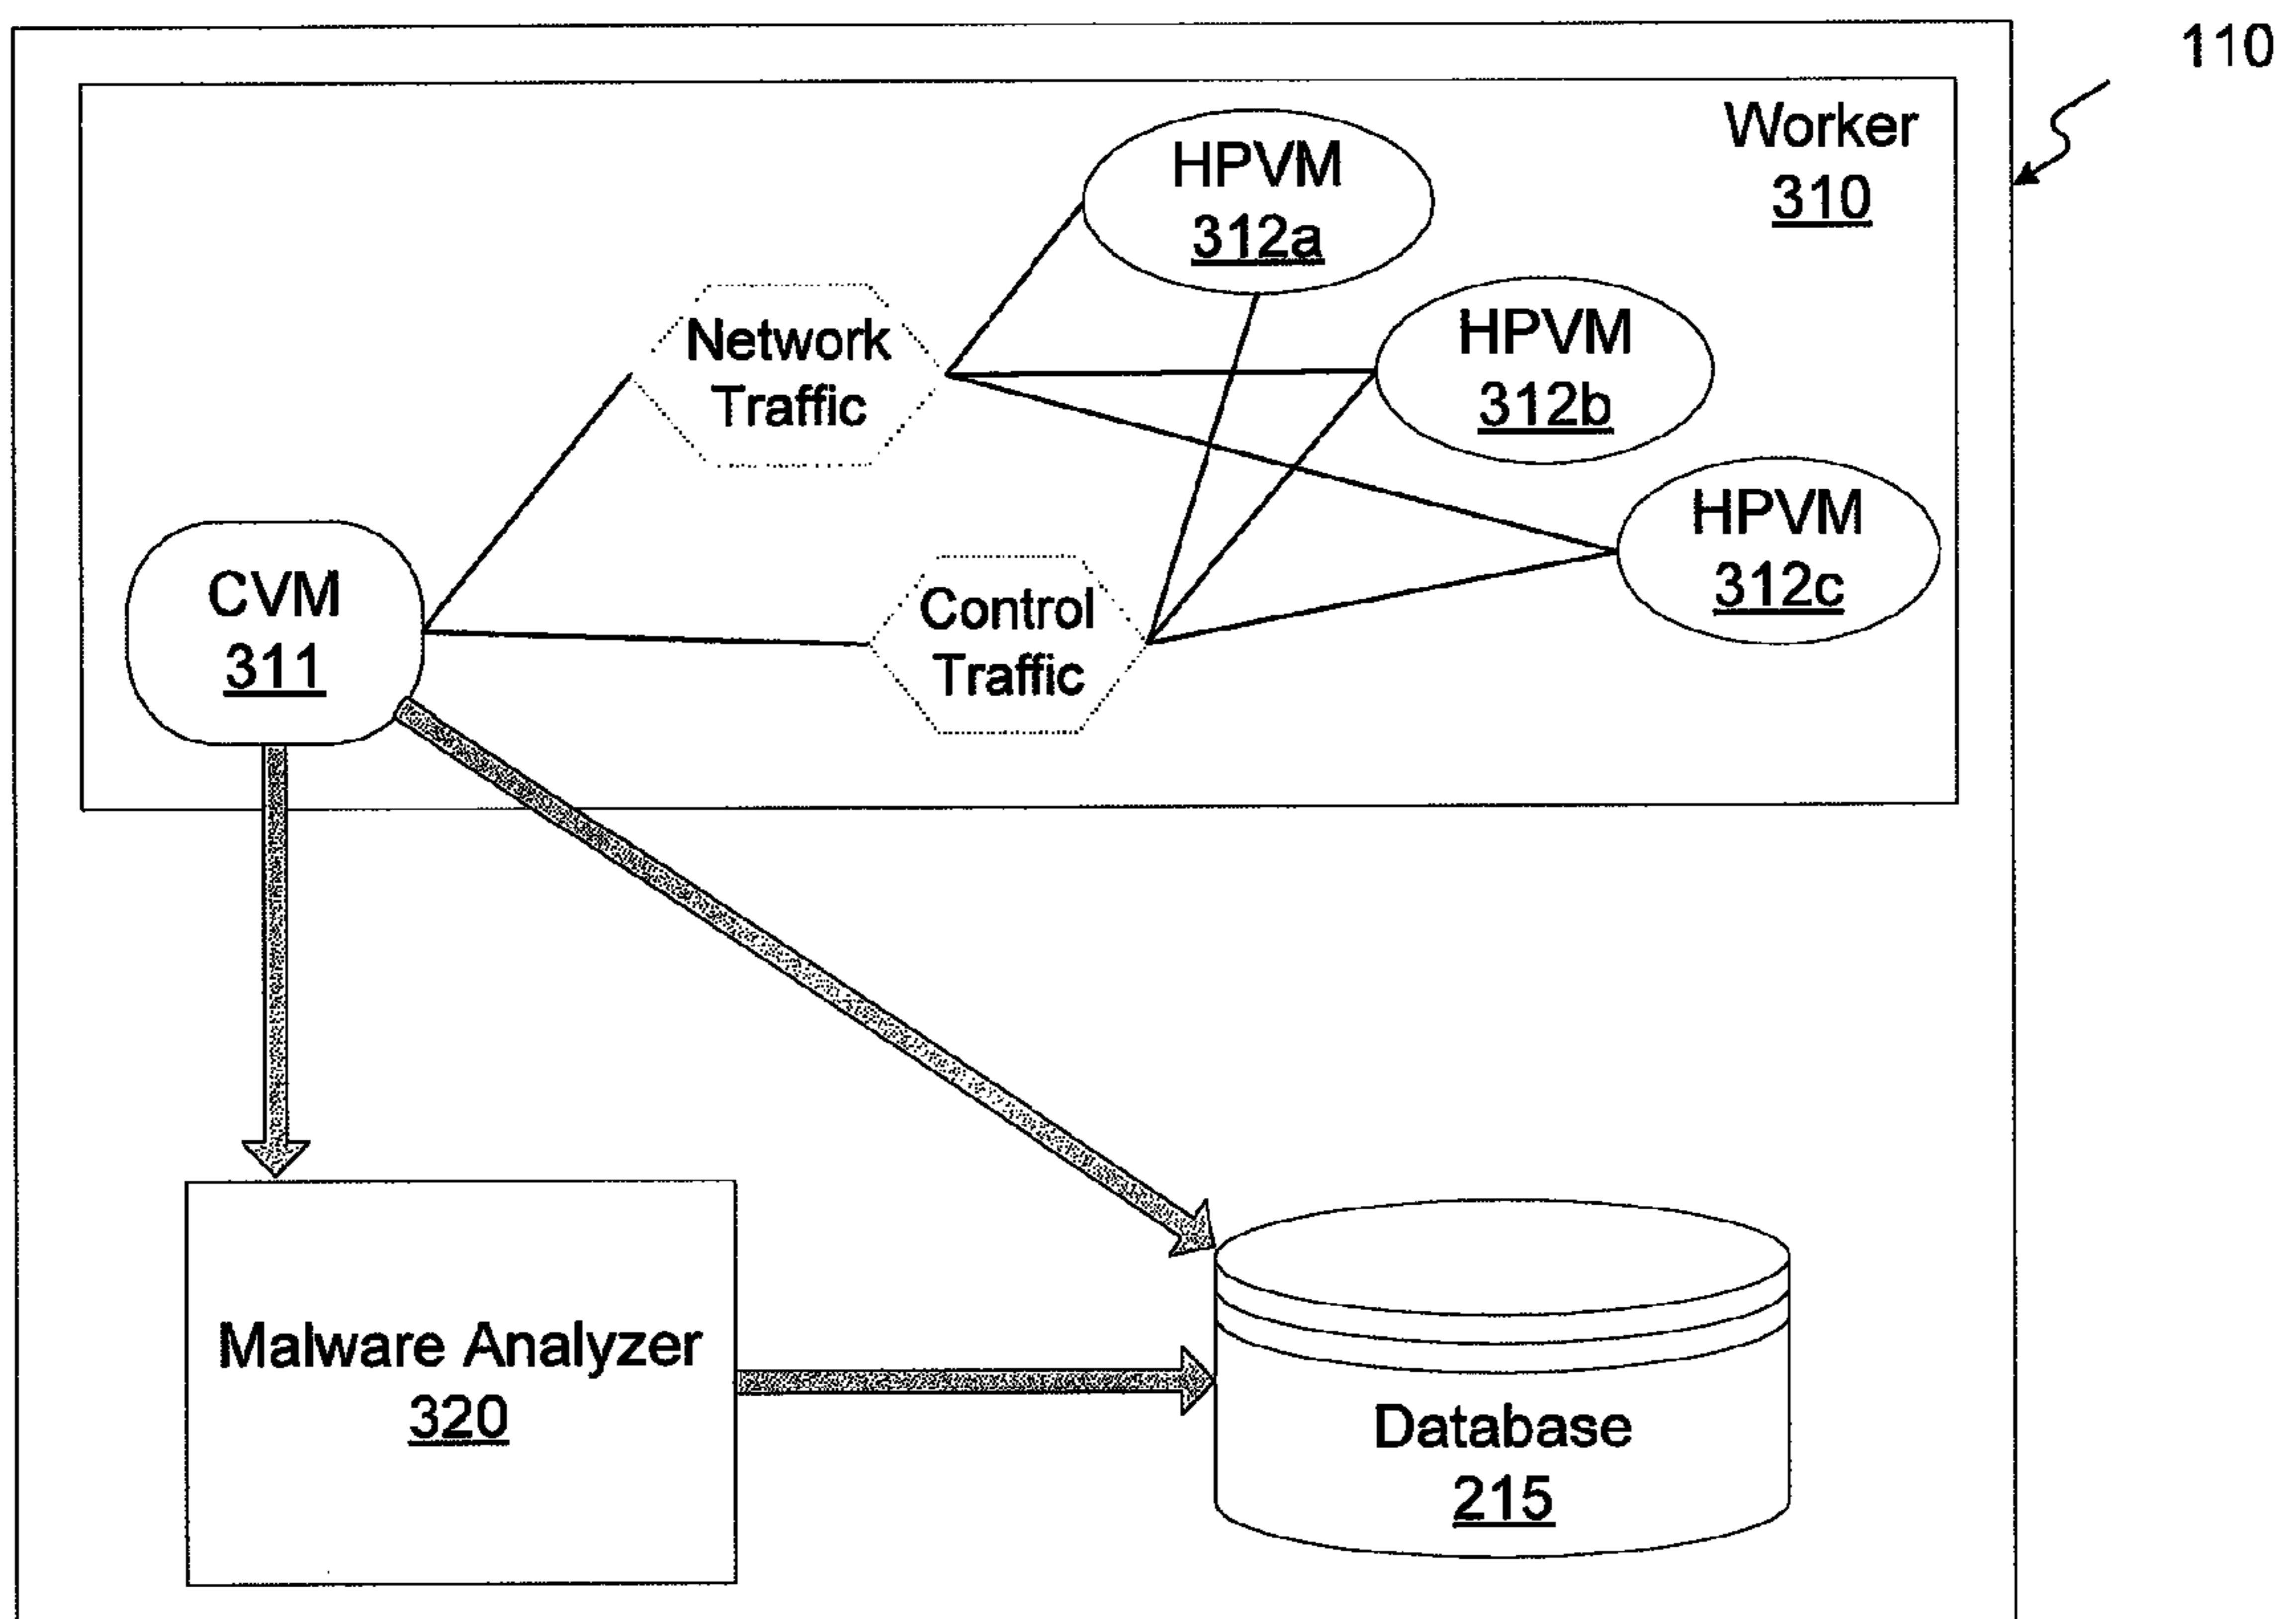 110
Worker
310
HPVM
312a
HPVM
312b
HPVM
312c
Network
Traffic
Control
Traffic
CVM
311
Malware Analyzer
320
Database
215